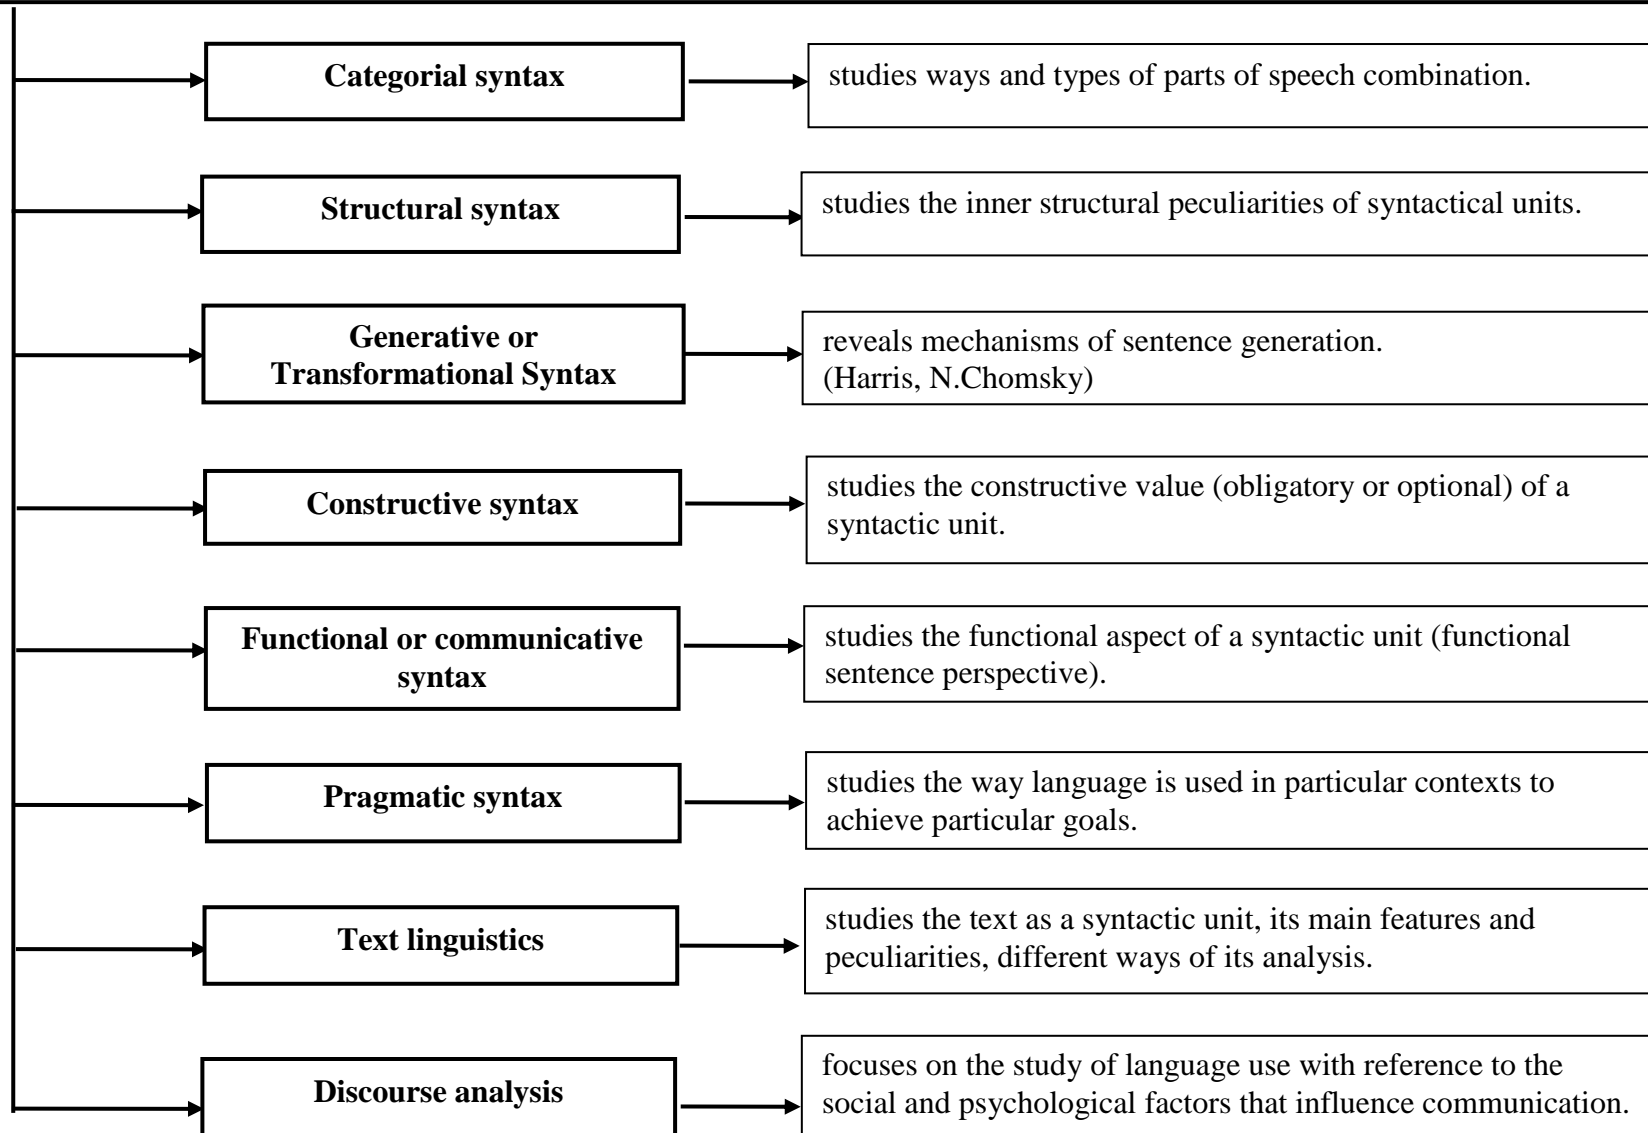 Categorial syntax
studies ways and types of parts of speech combination.
Structural syntax
studies the inner structural peculiarities of syntactical units.
Generative or
Transformational Syntax
reveals mechanisms of sentence generation.
(Harris, N.Chomsky)
Constructive syntax
studies the constructive value (obligatory or optional) of a
syntactic unit.
Functional or communicative
syntax
studies the functional aspect of a syntactic unit (functional
sentence perspective).
Pragmatic syntax
studies the way language is used in particular contexts to
achieve particular goals.
Text linguistics
studies the text as a syntactic unit, its main features and
peculiarities, different ways of its analysis.
Discourse analysis
focuses on the study of language use with reference to the
social and psychological factors that influence communication.